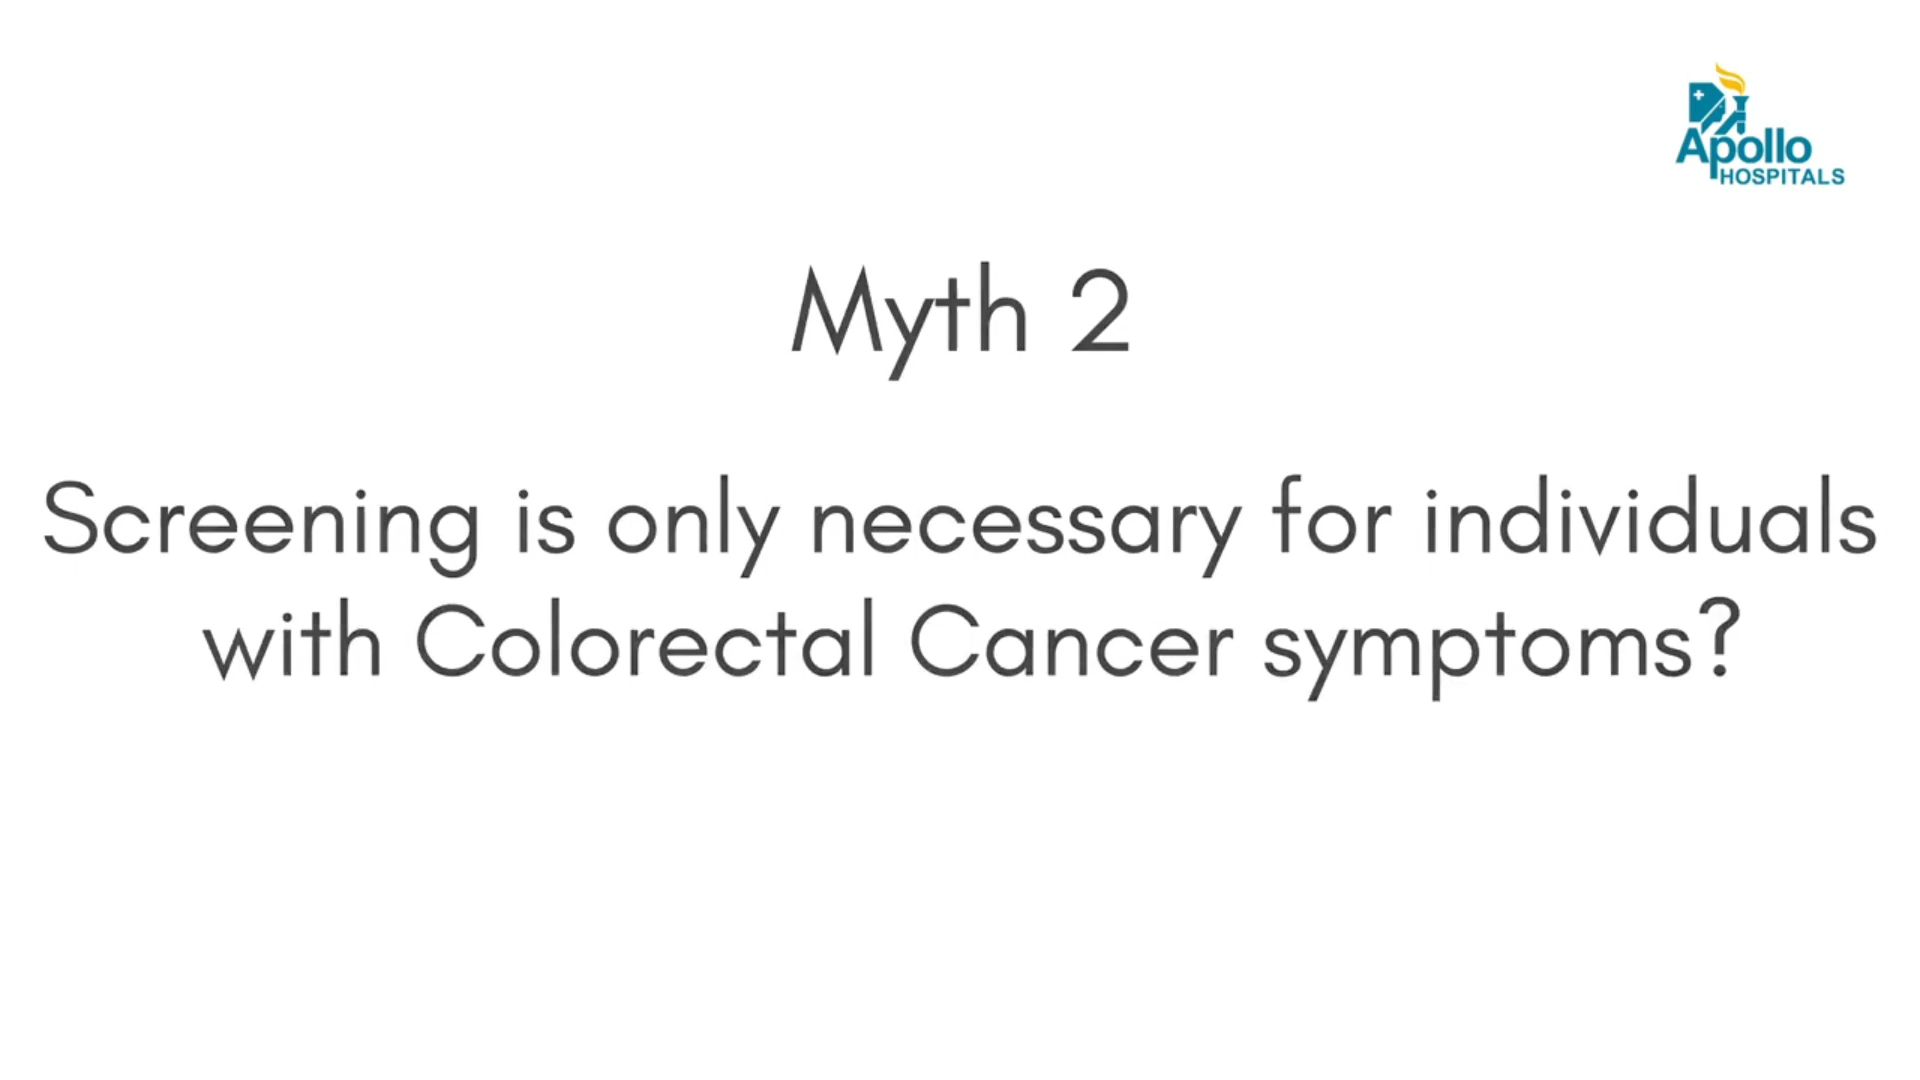 Apollo
HOSPITALS
Myth 2
Screening is only necessary for individuals
with Colorectal Cancer symptoms?